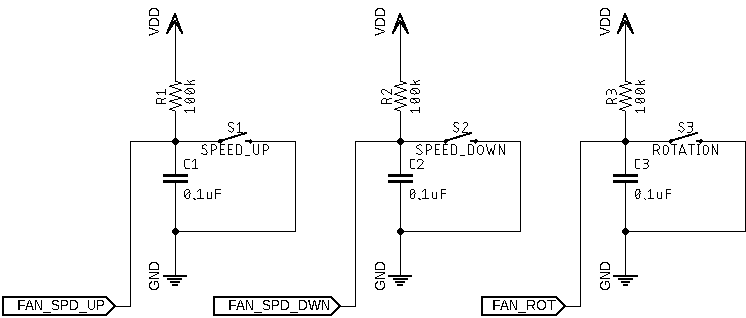 VDD
R1
100k
S1
SPEED_UP
C1
0.1uF
GND
FAN_SPD_UP
VDD
R2
100k
S2
SPEED_DOWN
C2
0.1uF
GND
FAN_SPD_DWN
VDD
R3
100k
S3
ROTATION
C3
0.1uF
GND
FAN_ROT